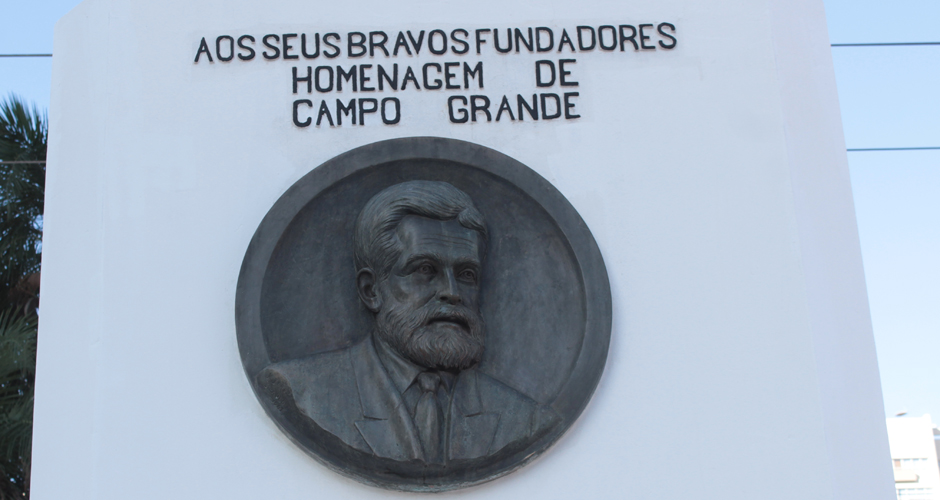 AOS SEUS BRAVOS FUNDADORES
HOMENAGEM DE
CAMPO GRANDE